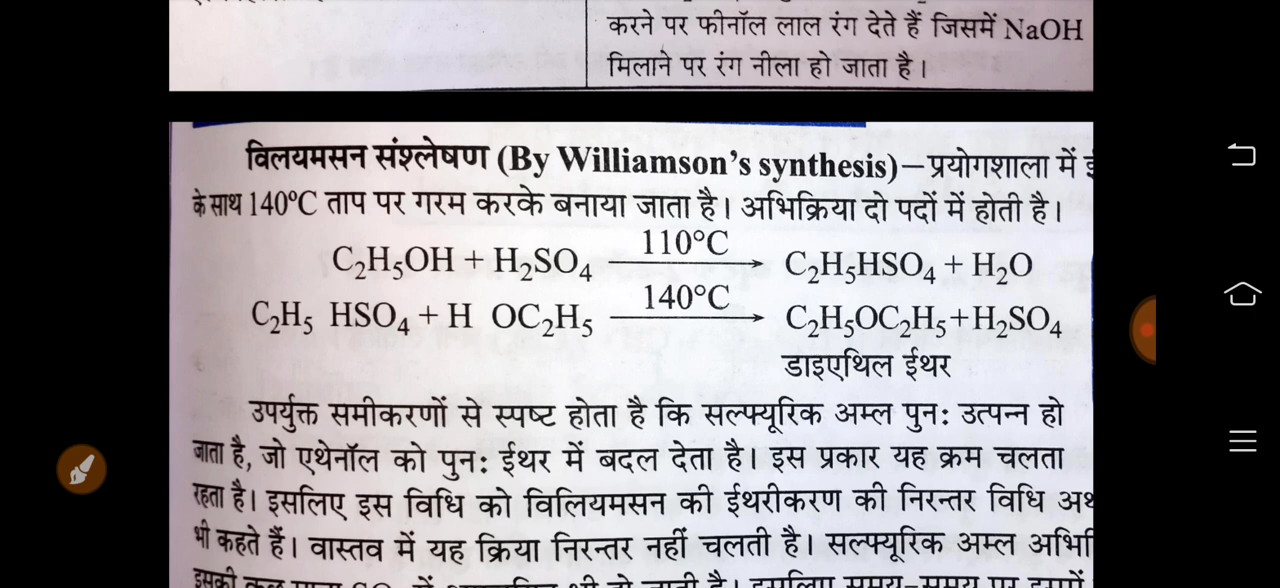 करने पर फीनॉल लाल रंग देते हैं जिसमें NaOH
मिलाने पर रंग नीला हो जाता है।
विलयमसन संश्लेषण (By Williamson's synthesis)–प्रयोगशाला में
के साथ 140ºC ताप पर गरम करके बनाया जाता है। अभिक्रिया दो पदों में होती है।
C₂H₅OH + H₂SO₄ 110°C → C₂H₅HSO₄ + H₂O
C₂H₅ HSO₄ + H OC₂H₅ 140°C → C₂H₅OC₂H₅+H₂SO₄
डाइएथिल ईथर
उपर्युक्त समीकरणों से स्पष्ट होता है कि सल्फ्यूरिक अम्ल पुनः उत्पन्न हो
जाता है, जो एथेनॉल को पुनः ईथर में बदल देता है। इस प्रकार यह क्रम चलता
रहता है। इसलिए इस विधि को विलियमसन की ईथरीकरण की निरन्तर विधि
भी कहते हैं। वास्तव में यह क्रिया निरन्तर नहीं चलती है। सल्फ्यूरिक अम्ल